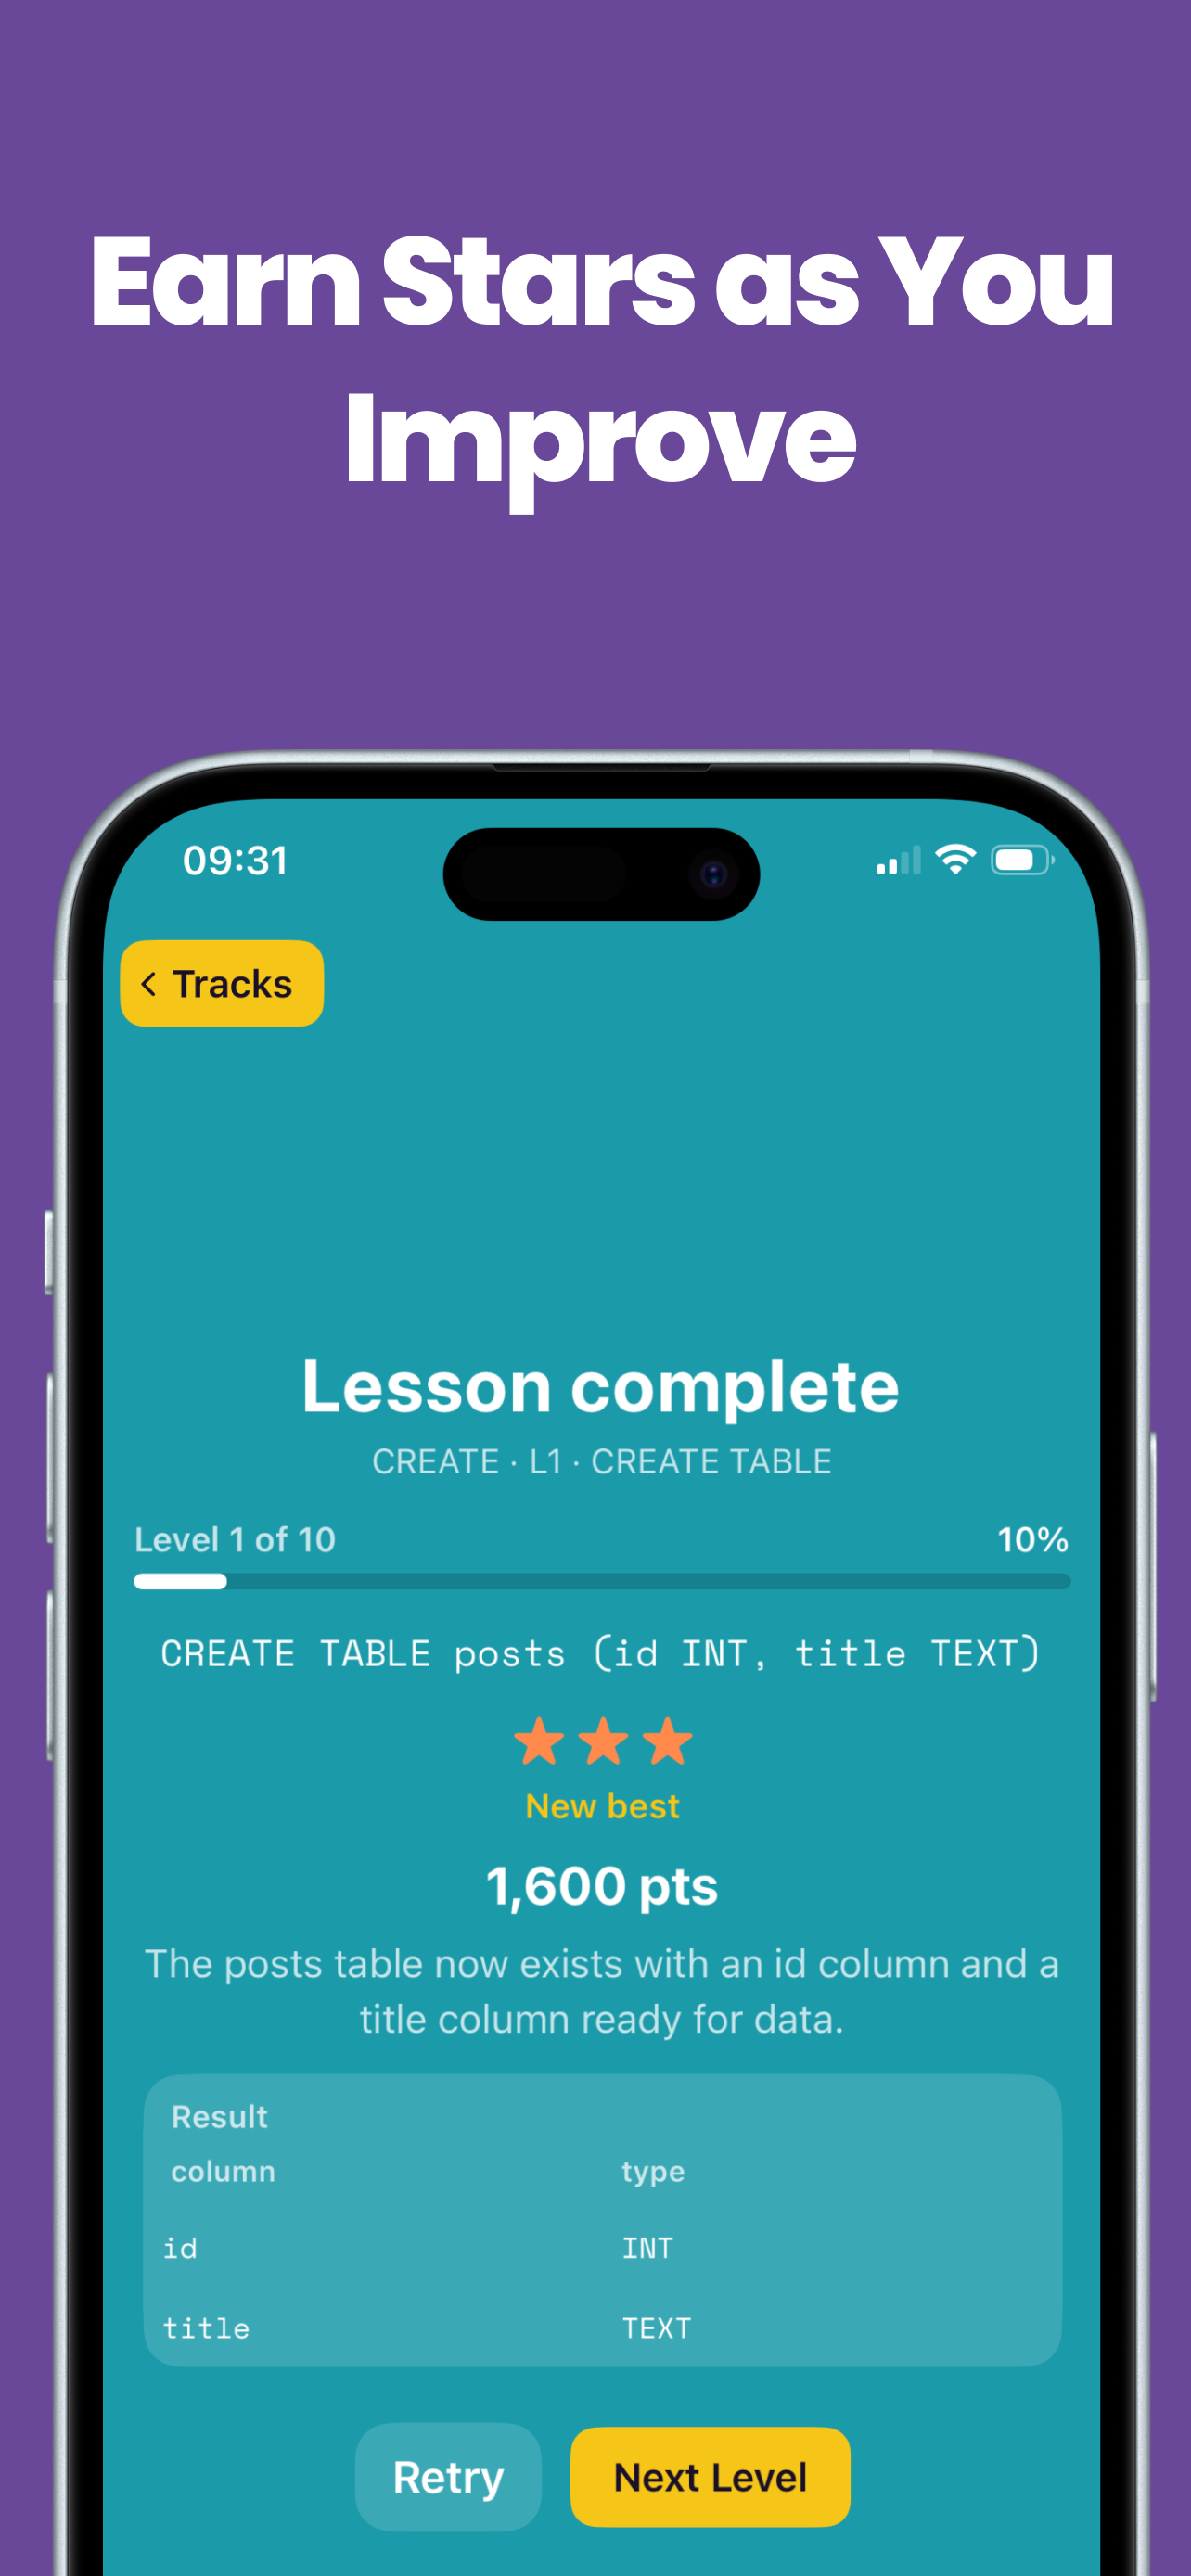 Earn Stars as You
Improve
09:31
Tracks
Lesson complete
CREATE · L1 · CREATE TABLE
Level 1 of 10
10%
CREATE TABLE posts (id INT, title TEXT)
New best
1,600 pts
The posts table now exists with an id column and a
title column ready for data.
Result
column type
id INT
title TEXT
Retry Next Level